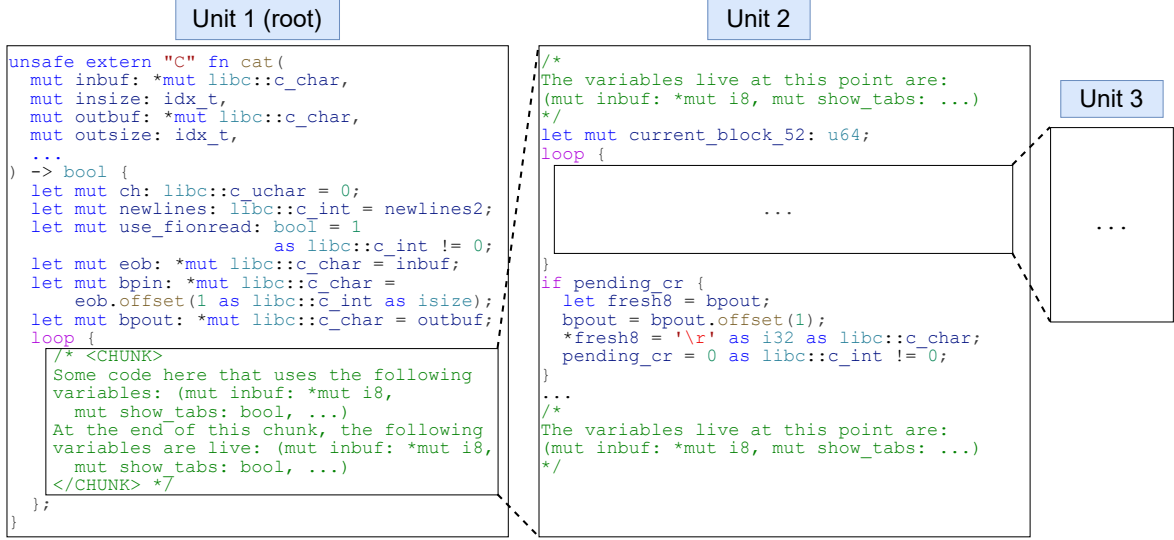 Unit 1 (root)
unsafe extern "C" fn cat(
  mut inbuf: *mut libc::c_char,
  mut insize: idx_t,
  mut outbuf: *mut libc::c_char,
  mut outsize: idx_t,
  ...
) -> bool {
  let mut ch: libc::c_uchar = 0;
  let mut newlines: libc::c_int = newlines2;
  let mut use_fionread: bool = 1
                        as libc::c_int != 0;
  let mut eob: *mut libc::c_char = inbuf;
  let mut bpin: *mut libc::c_char =
      eob.offset(1 as libc::c_int as isize);
  let mut bpout: *mut libc::c_char = outbuf;
  loop {
    /* <CHUNK>
    Some code here that uses the following
    variables: (mut inbuf: *mut i8,
      mut show_tabs: bool, ...)
    At the end of this chunk, the following
    variables are live: (mut inbuf: *mut i8,
      mut show_tabs: bool, ...)
    </CHUNK> */
  };
}
Unit 2
/*
The variables live at this point are:
(mut inbuf: *mut i8, mut show_tabs: ...)
*/
let mut current_block_52: u64;
loop {
...
}
if pending_cr {
  let fresh8 = bpout;
  bpout = bpout.offset(1);
  *fresh8 = '\r' as i32 as libc::c_char;
  pending_cr = 0 as libc::c_int != 0;
}
...
/*
The variables live at this point are:
(mut inbuf: *mut i8, mut show_tabs: ...)
*/
Unit 3
...